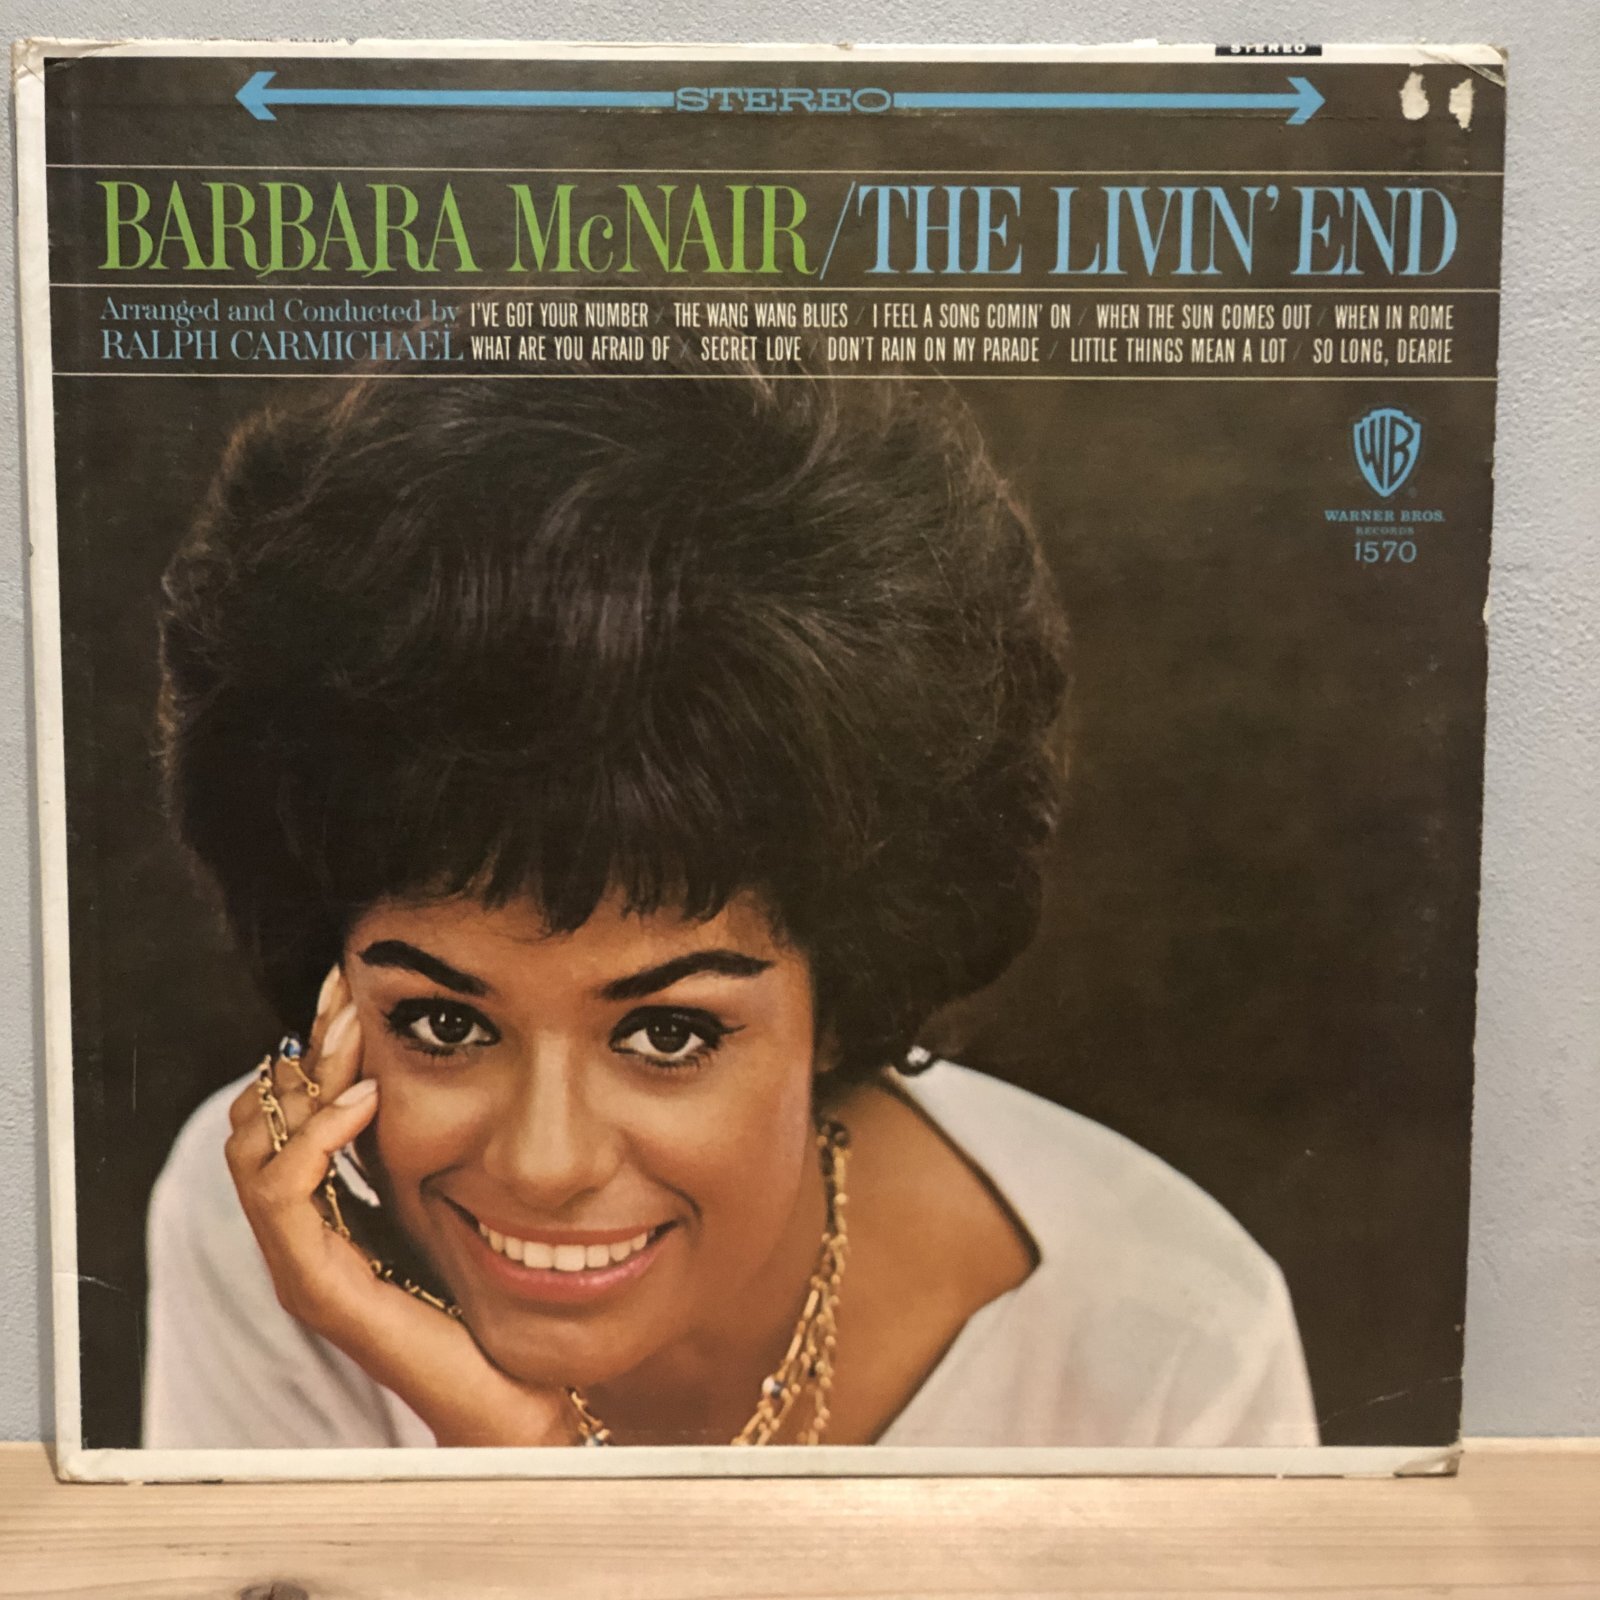 STEREO
STEREO
BARBARA McNAIR/THE LIVIN' END
Arranged and Conducted by
RALPH CARMICHAEL
I'VE GOT YOUR NUMBER / THE WANG WANG BLUES / I FEEL A SONG COMIN' ON / WHEN THE SUN COMES OUT / WHEN IN ROME
WHAT ARE YOU AFRAID OF / SECRET LOVE / DON'T RAIN ON MY PARADE / LITTLE THINGS MEAN A LOT / SO LONG, DEARIE
WB
WARNER BROS.
RECORDS
1570